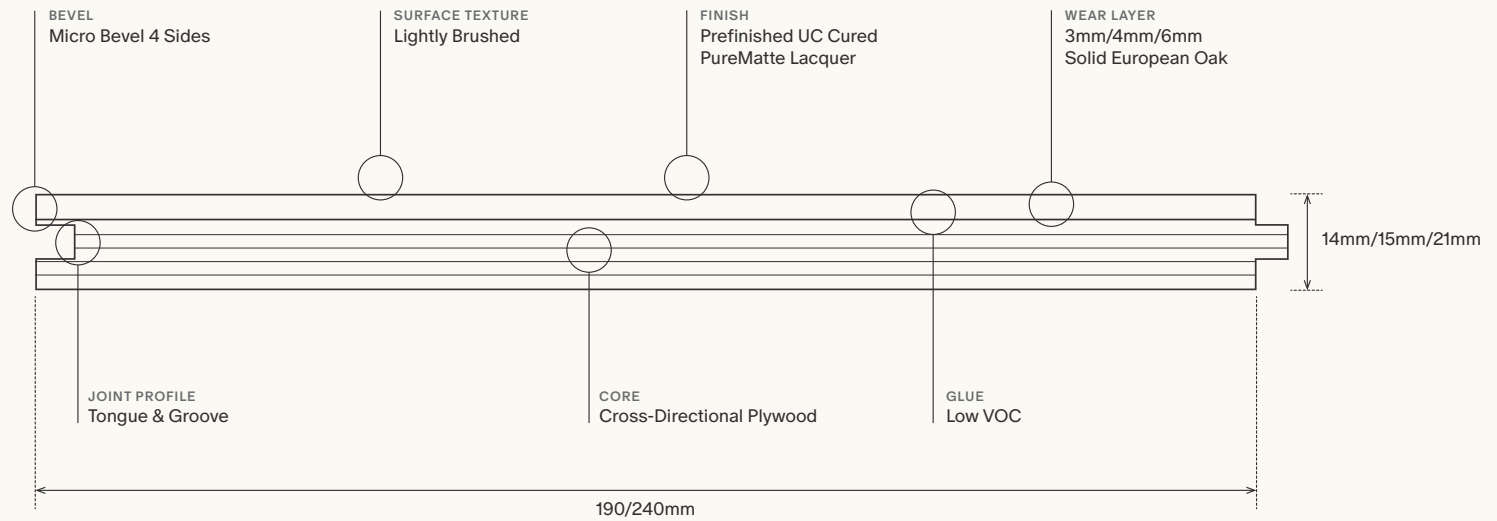 BEVEL
Micro Bevel 4 Sides
SURFACE TEXTURE
Lightly Brushed
FINISH
Prefinished UC Cured
PureMatte Lacquer
WEAR LAYER
3mm/4mm/6mm
Solid European Oak
14mm/15mm/21mm
JOINT PROFILE
Tongue & Groove
CORE
Cross-Directional Plywood
GLUE
Low VOC
190/240mm